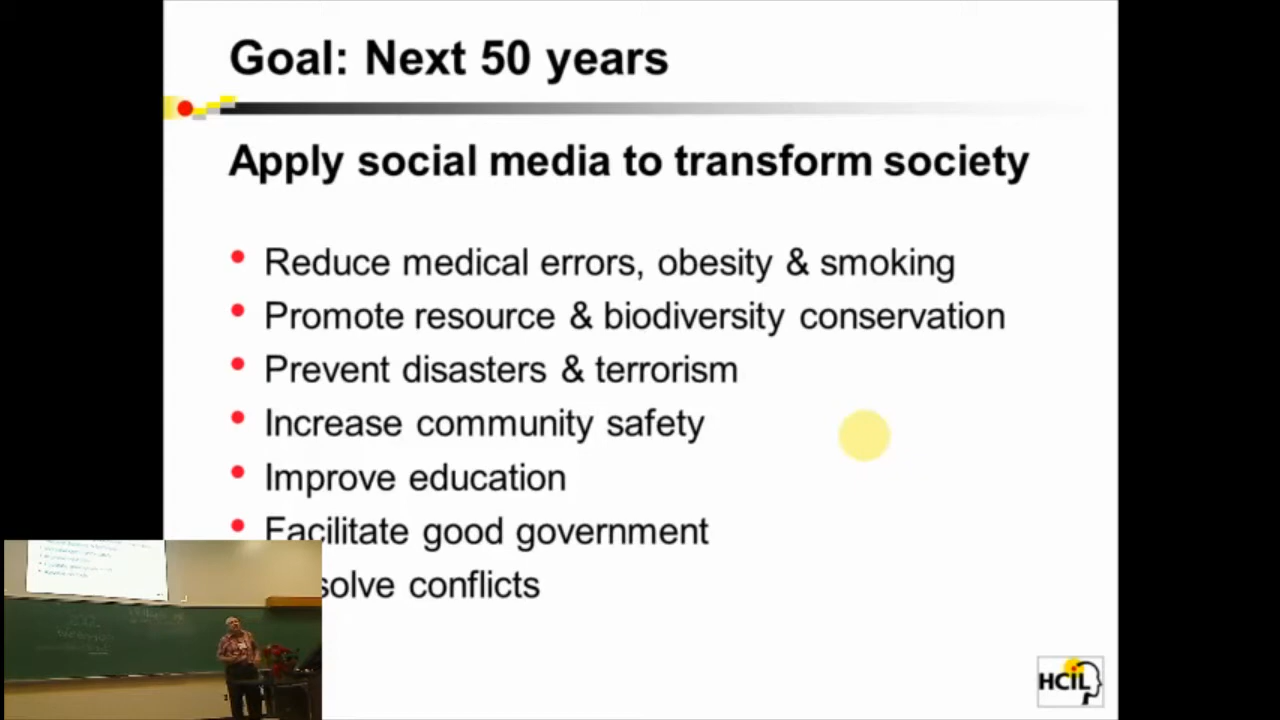 Goal: Next 50 years
Apply social media to transform society
• Reduce medical errors, obesity & smoking
• Promote resource & biodiversity conservation
• Prevent disasters & terrorism
• Increase community safety
• Improve education
• Facilitate good government
solve conflicts
HCIL